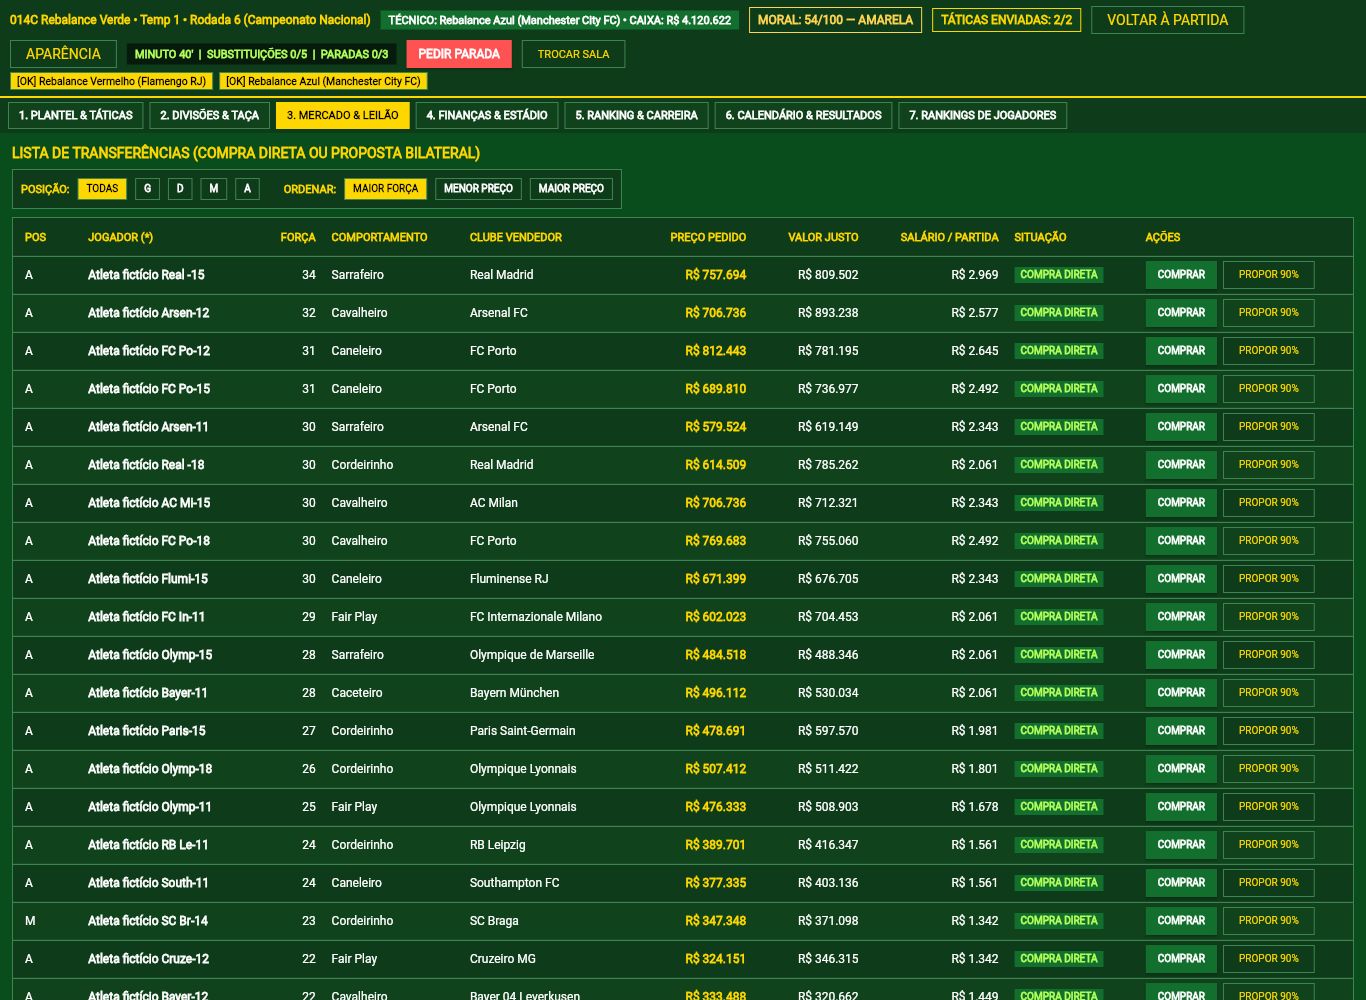 014C Rebalance Verde • Temp 1 • Rodada 6 (Campeonato Nacional) TÉCNICO: Rebalance Azul (Manchester City FC) • CAIXA: R$ 4.120.622 MORAL: 54/100 — AMARELA TÁTICAS ENVIADAS: 2/2 VOLTAR À PARTIDA
APARÊNCIA MINUTO 40' | SUBSTITUIÇÕES 0/5 | PARADAS 0/3 PEDIR PARADA TROCAR SALA
[OK] Rebalance Vermelho (Flamengo RJ) [OK] Rebalance Azul (Manchester City FC)
1. PLANTEL & TÁTICAS 2. DIVISÕES & TAÇA 3. MERCADO & LEILÃO 4. FINANÇAS & ESTÁDIO 5. RANKING & CARREIRA 6. CALENDÁRIO & RESULTADOS 7. RANKINGS DE JOGADORES
LISTA DE TRANSFERÊNCIAS (COMPRA DIRETA OU PROPOSTA BILATERAL)
POSIÇÃO: TODAS G D M A ORDENAR: MAIOR FORÇA MENOR PREÇO MAIOR PREÇO
POS JOGADOR (*) FORÇA COMPORTAMENTO CLUBE VENDEDOR PREÇO PEDIDO VALOR JUSTO SALÁRIO / PARTIDA SITUAÇÃO AÇÕES
A Atleta fictício Real -15 34 Sarrafeiro Real Madrid R$ 757.694 R$ 809.502 R$ 2.969 COMPRA DIRETA COMPRAR PROPOR 90%
A Atleta fictício Arsen-12 32 Cavalheiro Arsenal FC R$ 706.736 R$ 893.238 R$ 2.577 COMPRA DIRETA COMPRAR PROPOR 90%
A Atleta fictício FC Po-12 31 Caneleiro FC Porto R$ 812.443 R$ 781.195 R$ 2.645 COMPRA DIRETA COMPRAR PROPOR 90%
A Atleta fictício FC Po-15 31 Caneleiro FC Porto R$ 689.810 R$ 736.977 R$ 2.492 COMPRA DIRETA COMPRAR PROPOR 90%
A Atleta fictício Arsen-11 30 Sarrafeiro Arsenal FC R$ 579.524 R$ 619.149 R$ 2.343 COMPRA DIRETA COMPRAR PROPOR 90%
A Atleta fictício Real -18 30 Cordeirinho Real Madrid R$ 614.509 R$ 785.262 R$ 2.061 COMPRA DIRETA COMPRAR PROPOR 90%
A Atleta fictício AC Mi-15 30 Cavalheiro AC Milan R$ 706.736 R$ 712.321 R$ 2.343 COMPRA DIRETA COMPRAR PROPOR 90%
A Atleta fictício FC Po-18 30 Cavalheiro FC Porto R$ 769.683 R$ 755.060 R$ 2.492 COMPRA DIRETA COMPRAR PROPOR 90%
A Atleta fictício Flumi-15 30 Caneleiro Fluminense RJ R$ 671.399 R$ 676.705 R$ 2.343 COMPRA DIRETA COMPRAR PROPOR 90%
A Atleta fictício FC In-11 29 Fair Play FC Internazionale Milano R$ 602.023 R$ 704.453 R$ 2.061 COMPRA DIRETA COMPRAR PROPOR 90%
A Atleta fictício Olymp-15 28 Sarrafeiro Olympique de Marseille R$ 484.518 R$ 488.346 R$ 2.061 COMPRA DIRETA COMPRAR PROPOR 90%
A Atleta fictício Bayer-11 28 Caceteiro Bayern München R$ 496.112 R$ 530.034 R$ 2.061 COMPRA DIRETA COMPRAR PROPOR 90%
A Atleta fictício Paris-15 27 Cordeirinho Paris Saint-Germain R$ 478.691 R$ 597.570 R$ 1.981 COMPRA DIRETA COMPRAR PROPOR 90%
A Atleta fictício Olymp-18 26 Cordeirinho Olympique Lyonnais R$ 507.412 R$ 511.422 R$ 1.801 COMPRA DIRETA COMPRAR PROPOR 90%
A Atleta fictício Olymp-11 25 Fair Play Olympique Lyonnais R$ 476.333 R$ 508.903 R$ 1.678 COMPRA DIRETA COMPRAR PROPOR 90%
A Atleta fictício RB Le-11 24 Cordeirinho RB Leipzig R$ 389.701 R$ 416.347 R$ 1.561 COMPRA DIRETA COMPRAR PROPOR 90%
A Atleta fictício South-11 24 Caneleiro Southampton FC R$ 377.335 R$ 403.136 R$ 1.561 COMPRA DIRETA COMPRAR PROPOR 90%
M Atleta fictício SC Br-14 23 Cordeirinho SC Braga R$ 347.348 R$ 371.098 R$ 1.342 COMPRA DIRETA COMPRAR PROPOR 90%
A Atleta fictício Cruze-12 22 Fair Play Cruzeiro MG R$ 324.151 R$ 346.315 R$ 1.342 COMPRA DIRETA COMPRAR PROPOR 90%
A Atleta fictício Bayer-12 22 Cavalheiro Bayer 04 Leverkusen R$ 333.488 R$ 320.662 R$ 1.449 COMPRA DIRETA COMPRAR PROPOR 90%